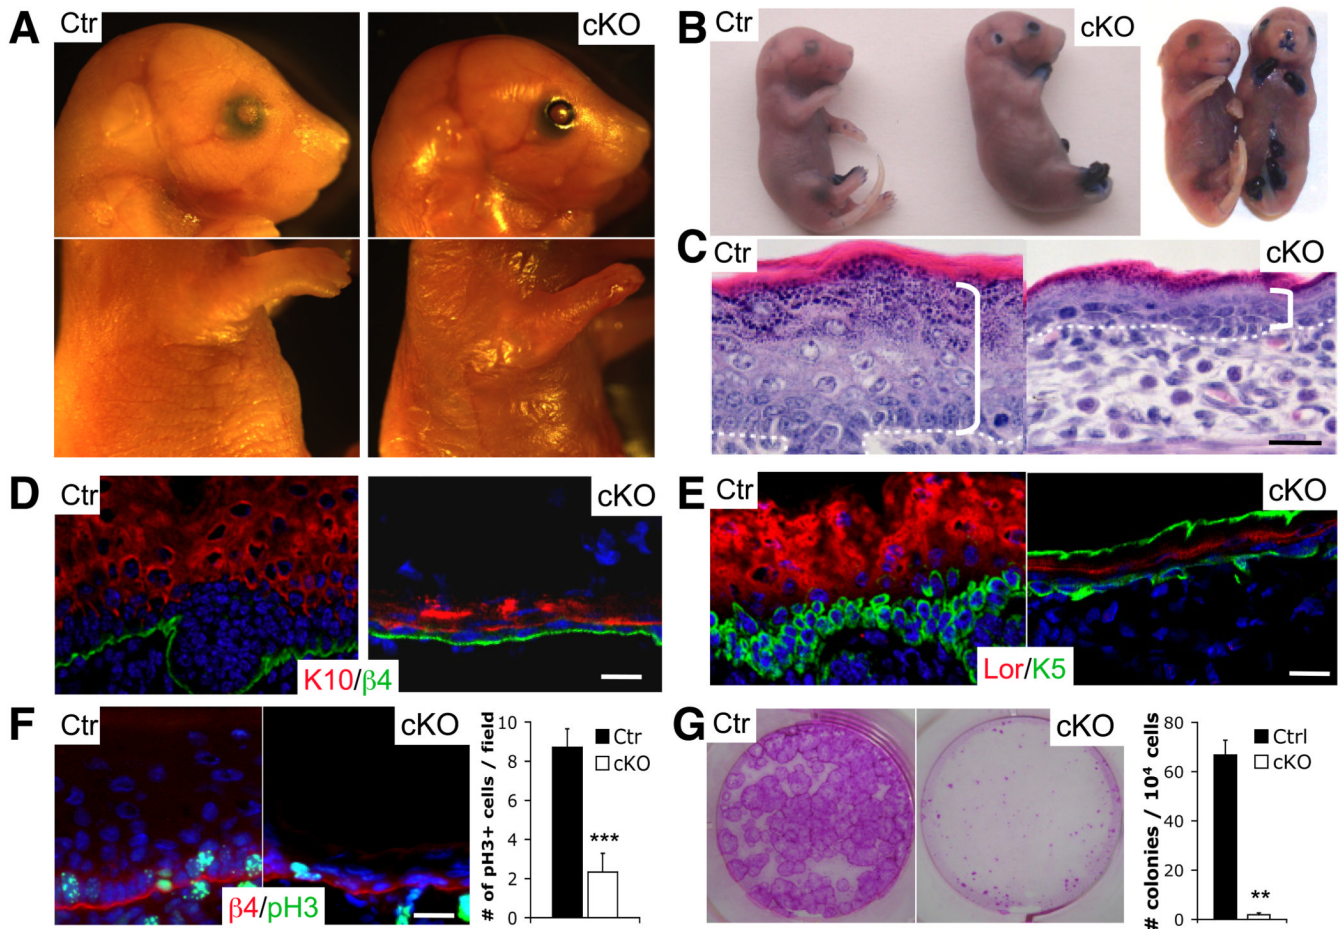 A Ctr cKO
B Ctr cKO
C Ctr cKO
D Ctr cKO
K10/β4
E Ctr cKO
Lor/K5
F Ctr cKO
β4/pH3
# of pH3+ cells / field
10
8
6
4
2
0
Ctr
cKO
***
G Ctr cKO
# colonies / 10⁴ cells
80
60
40
20
0
Ctrl
cKO
**